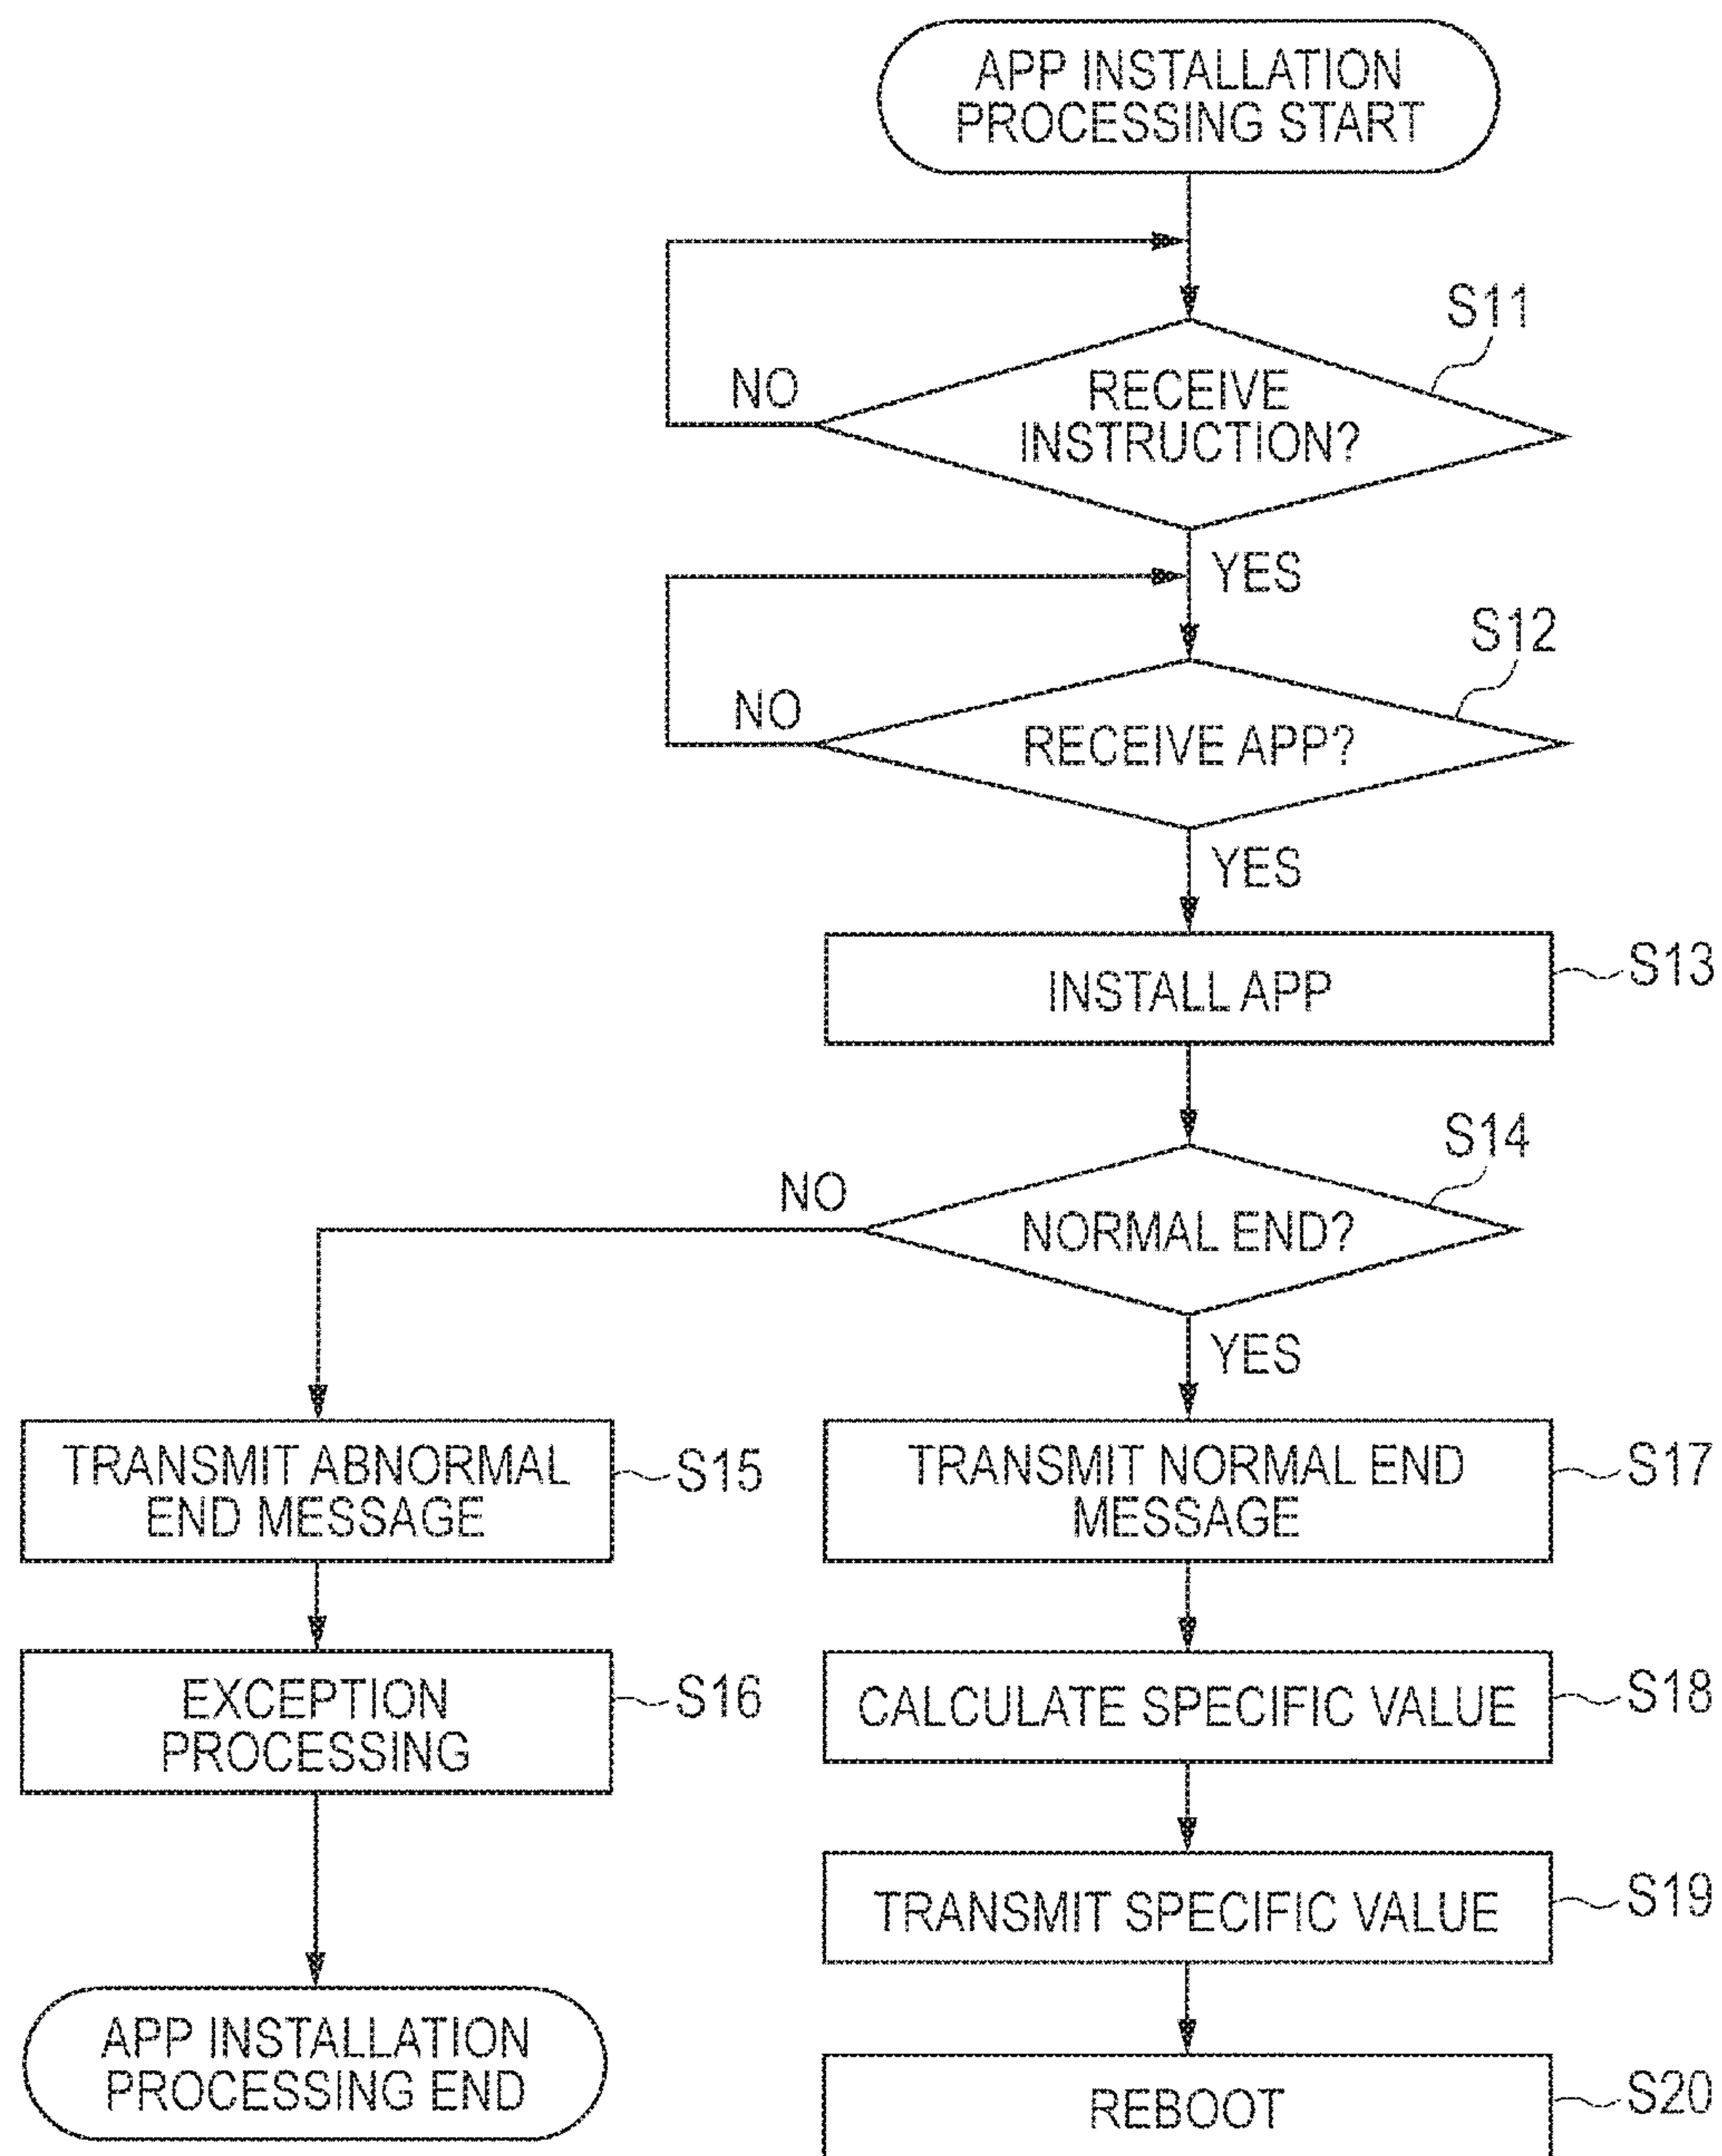 APP INSTALLATION
PROCESSING START
S11
NO
RECEIVE
INSTRUCTION?
YES
S12
NO
RECEIVE APP?
YES
INSTALL APP
S13
S14
NO
NORMAL END?
YES
TRANSMIT ABNORMAL
END MESSAGE
S15
TRANSMIT NORMAL END
MESSAGE
S17
EXCEPTION
PROCESSING
S16
CALCULATE SPECIFIC VALUE
S18
TRANSMIT SPECIFIC VALUE
S19
APP INSTALLATION
PROCESSING END
REBOOT
S20